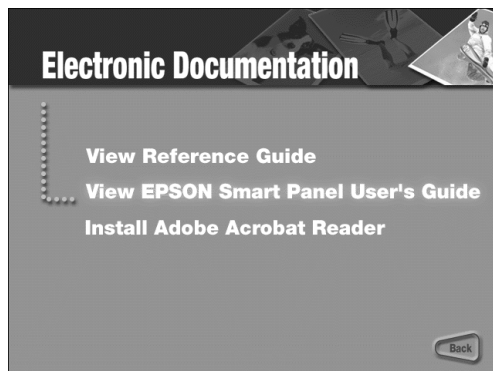 Electronic Documentation
View Reference Guide
View EPSON Smart Panel User's Guide
Install Adobe Acrobat Reader
Back